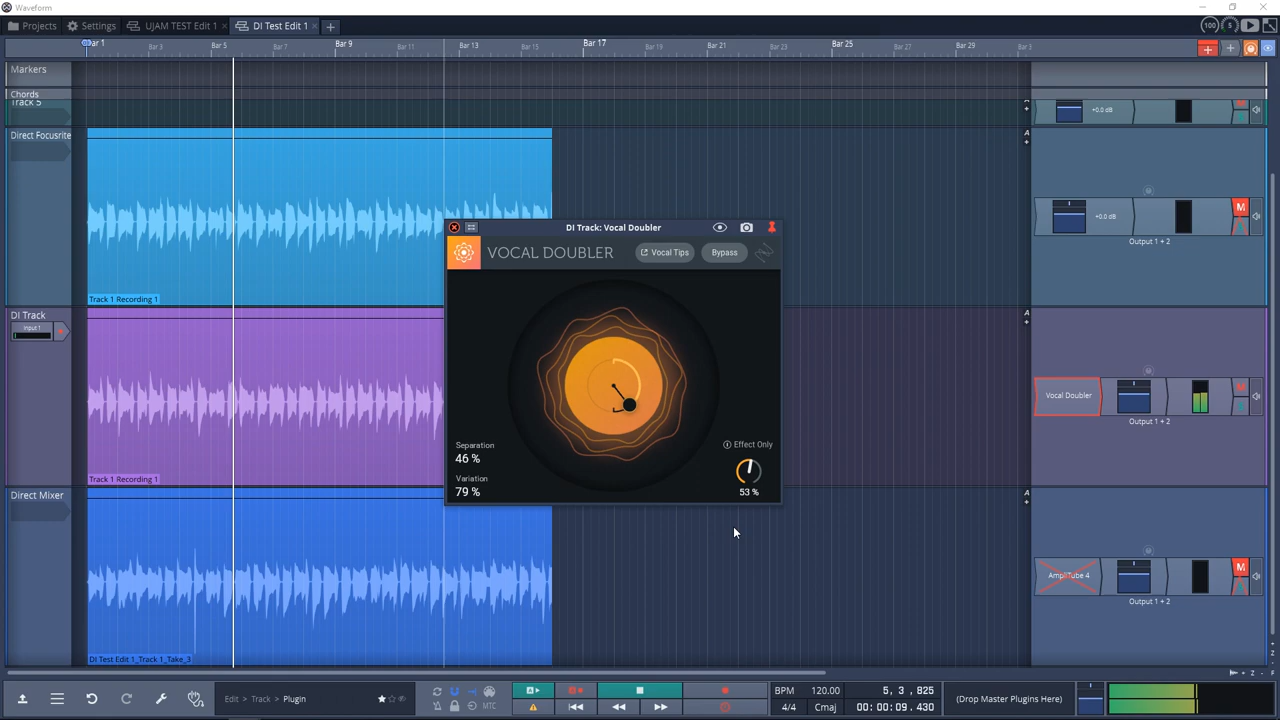 Waveform
Projects
Settings
UJAM TEST Edit 1
DI Test Edit 1
100
5
Bar 1
Bar 3
Bar 5
Bar 7
Bar 9
Bar 11
Bar 13
Bar 15
Bar 17
Bar 19
Bar 21
Bar 23
Bar 25
Bar 27
Bar 29
Bar 3
Markers
Chords
Track 5
+0.0 dB
Direct Focusrite
A
M
+0.0 dB
Output 1 + 2
Track 1 Recording 1
DI Track: Vocal Doubler
VOCAL DOUBLER
Vocal Tips
Bypass
Separation
46 %
Variation
79 %
Effect Only
53 %
DI Track
Input 1
A
Vocal Doubler
M
Output 1 + 2
Track 1 Recording 1
Direct Mixer
A
AmpliTube 4
M
Output 1 + 2
DI Test Edit 1_Track 1_Take_3
Z
Edit > Track > Plugin
MTC
A
BPM
120.00
5, 3, 825
4/4
Cmaj
00: 00: 09. 430
(Drop Master Plugins Here)